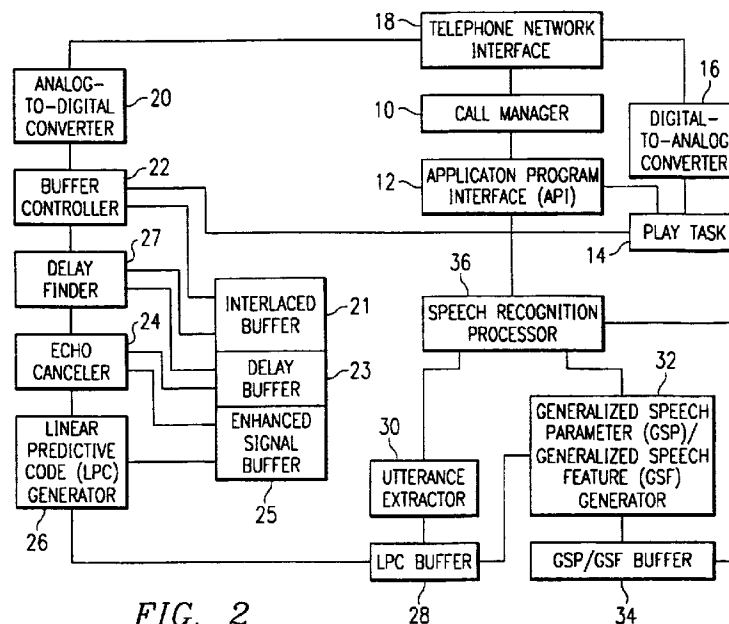 18
TELEPHONE NETWORK
INTERFACE
16
ANALOG-
TO-DIGITAL
CONVERTER
20
10
CALL MANAGER
DIGITAL-
TO-ANALOG
CONVERTER
22
BUFFER
CONTROLLER
12
APPLICATON PROGRAM
INTERFACE (API)
PLAY TASK
14
27
DELAY
FINDER
36
INTERLACED
BUFFER
21
SPEECH RECOGNITION
PROCESSOR
24
ECHO
CANCELER
DELAY
BUFFER
23
32
LINEAR
PREDICTIVE
CODE (LPC)
GENERATOR
26
ENHANCED
SIGNAL
BUFFER
25
30
UTTERANCE
EXTRACTOR
GENERALIZED SPEECH
PARAMETER (GSP)/
GENERALIZED SPEECH
FEATURE (GSF)
GENERATOR
LPC BUFFER
28
GSP/GSF BUFFER
34
FIG. 2